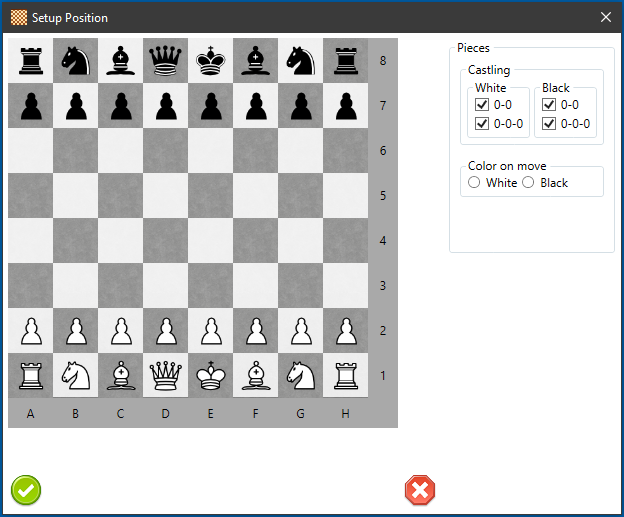 Setup Position
8
7
6
5
4
3
2
1
A B C D E F G H
Pieces
Castling
White Black
0-0 0-0
0-0-0 0-0-0
Color on move
White Black